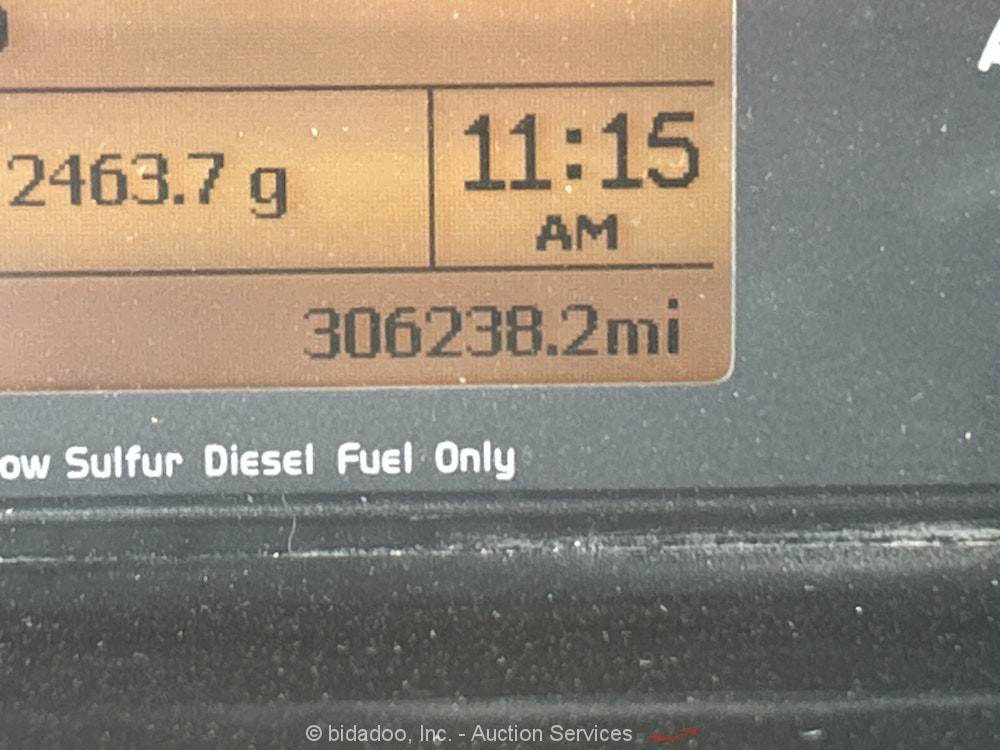 2463.7 g
11:15
AM
306238.2mi
ow Sulfur Diesel Fuel Only
© bidadoo, Inc. - Auction Services